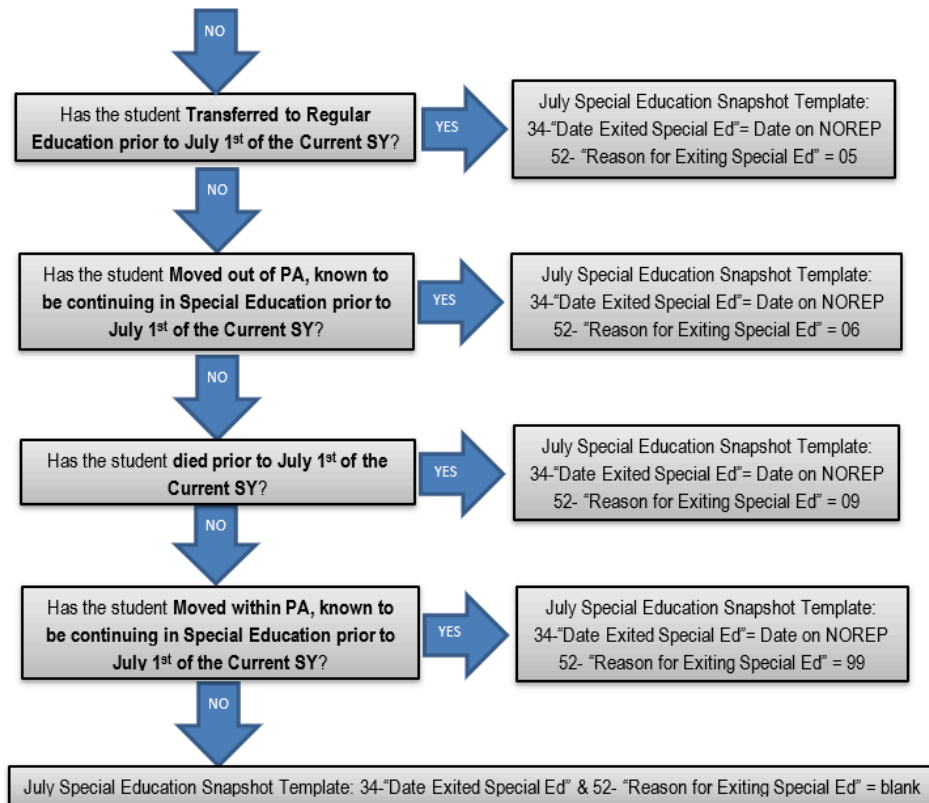 NO
Has the student Transferred to Regular
Education prior to July 1st of the Current SY?
YES
July Special Education Snapshot Template:
34-“Date Exited Special Ed”= Date on NOREP
52- “Reason for Exiting Special Ed” = 05
NO
Has the student Moved out of PA, known to
be continuing in Special Education prior to
July 1st of the Current SY?
YES
July Special Education Snapshot Template:
34-“Date Exited Special Ed”= Date on NOREP
52- “Reason for Exiting Special Ed” = 06
NO
Has the student died prior to July 1st of the
Current SY?
YES
July Special Education Snapshot Template:
34-“Date Exited Special Ed”= Date on NOREP
52- “Reason for Exiting Special Ed” = 09
NO
Has the student Moved within PA, known to
be continuing in Special Education prior to
July 1st of the Current SY?
YES
July Special Education Snapshot Template:
34-“Date Exited Special Ed”= Date on NOREP
52- “Reason for Exiting Special Ed” = 99
NO
July Special Education Snapshot Template: 34-“Date Exited Special Ed” & 52- “Reason for Exiting Special Ed” = blank